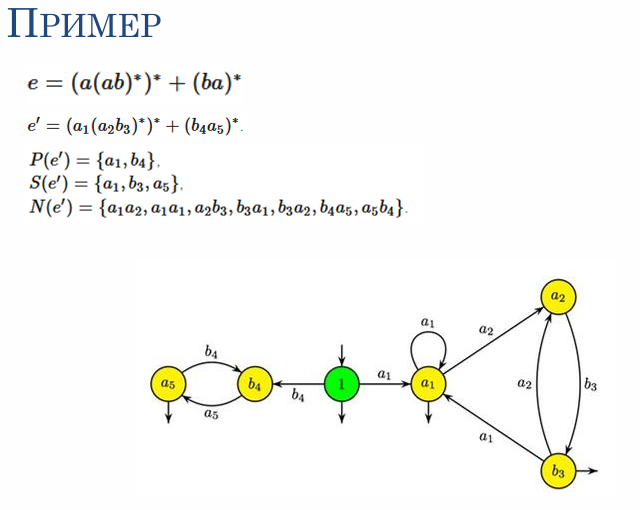 Пример
e = (a(ab)*)* + (ba)*
e′ = (a₁(a₂b₃)*)* + (b₄a₅)*.
P(e′) = {a₁, b₄},
S(e′) = {a₁, b₃, a₅},
N(e′) = {a₁a₂, a₁a₁, a₂b₃, b₃a₁, b₃a₂, b₄a₅, a₅b₄}.
a₂
a₁
a₂
b₄
a₁
a₅
b₄
1
a₁
a₂
b₃
b₄
a₅
a₁
b₃